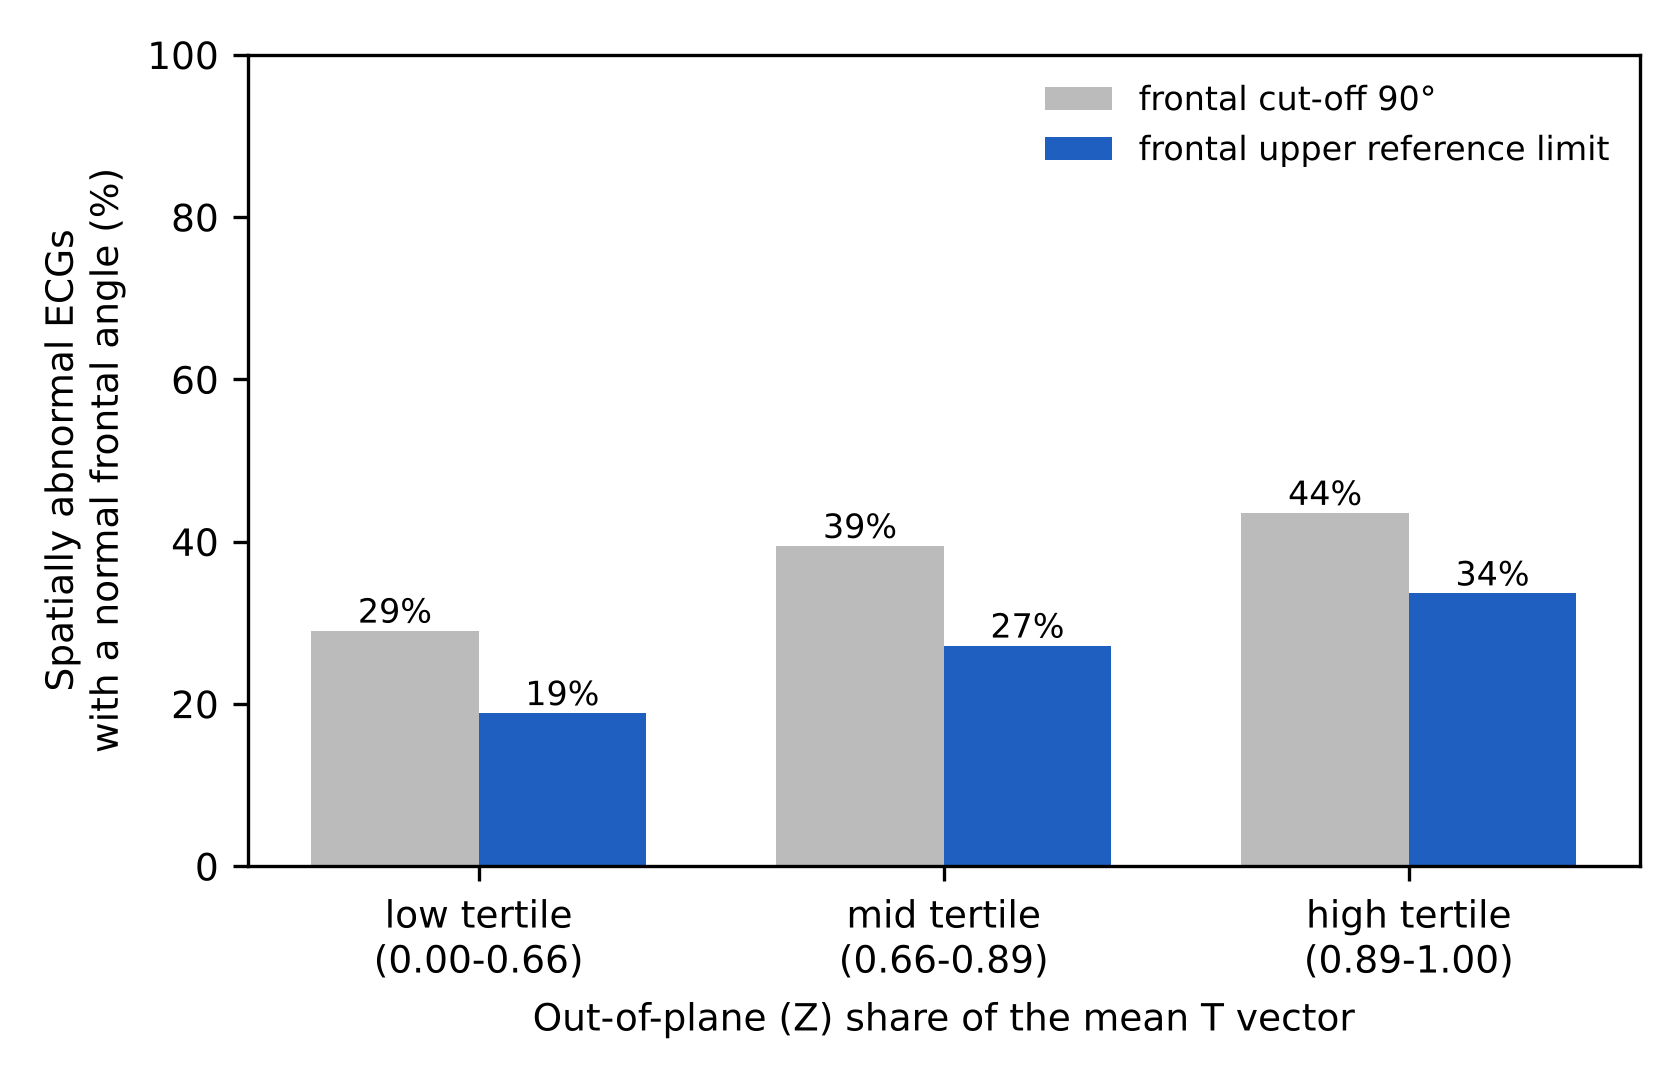 100
80
60
40
20
0
Spatially abnormal ECGs
with a normal frontal angle (%)
frontal cut-off 90°
frontal upper reference limit
29%
19%
39%
27%
44%
34%
low tertile
(0.00-0.66)
mid tertile
(0.66-0.89)
high tertile
(0.89-1.00)
Out-of-plane (Z) share of the mean T vector